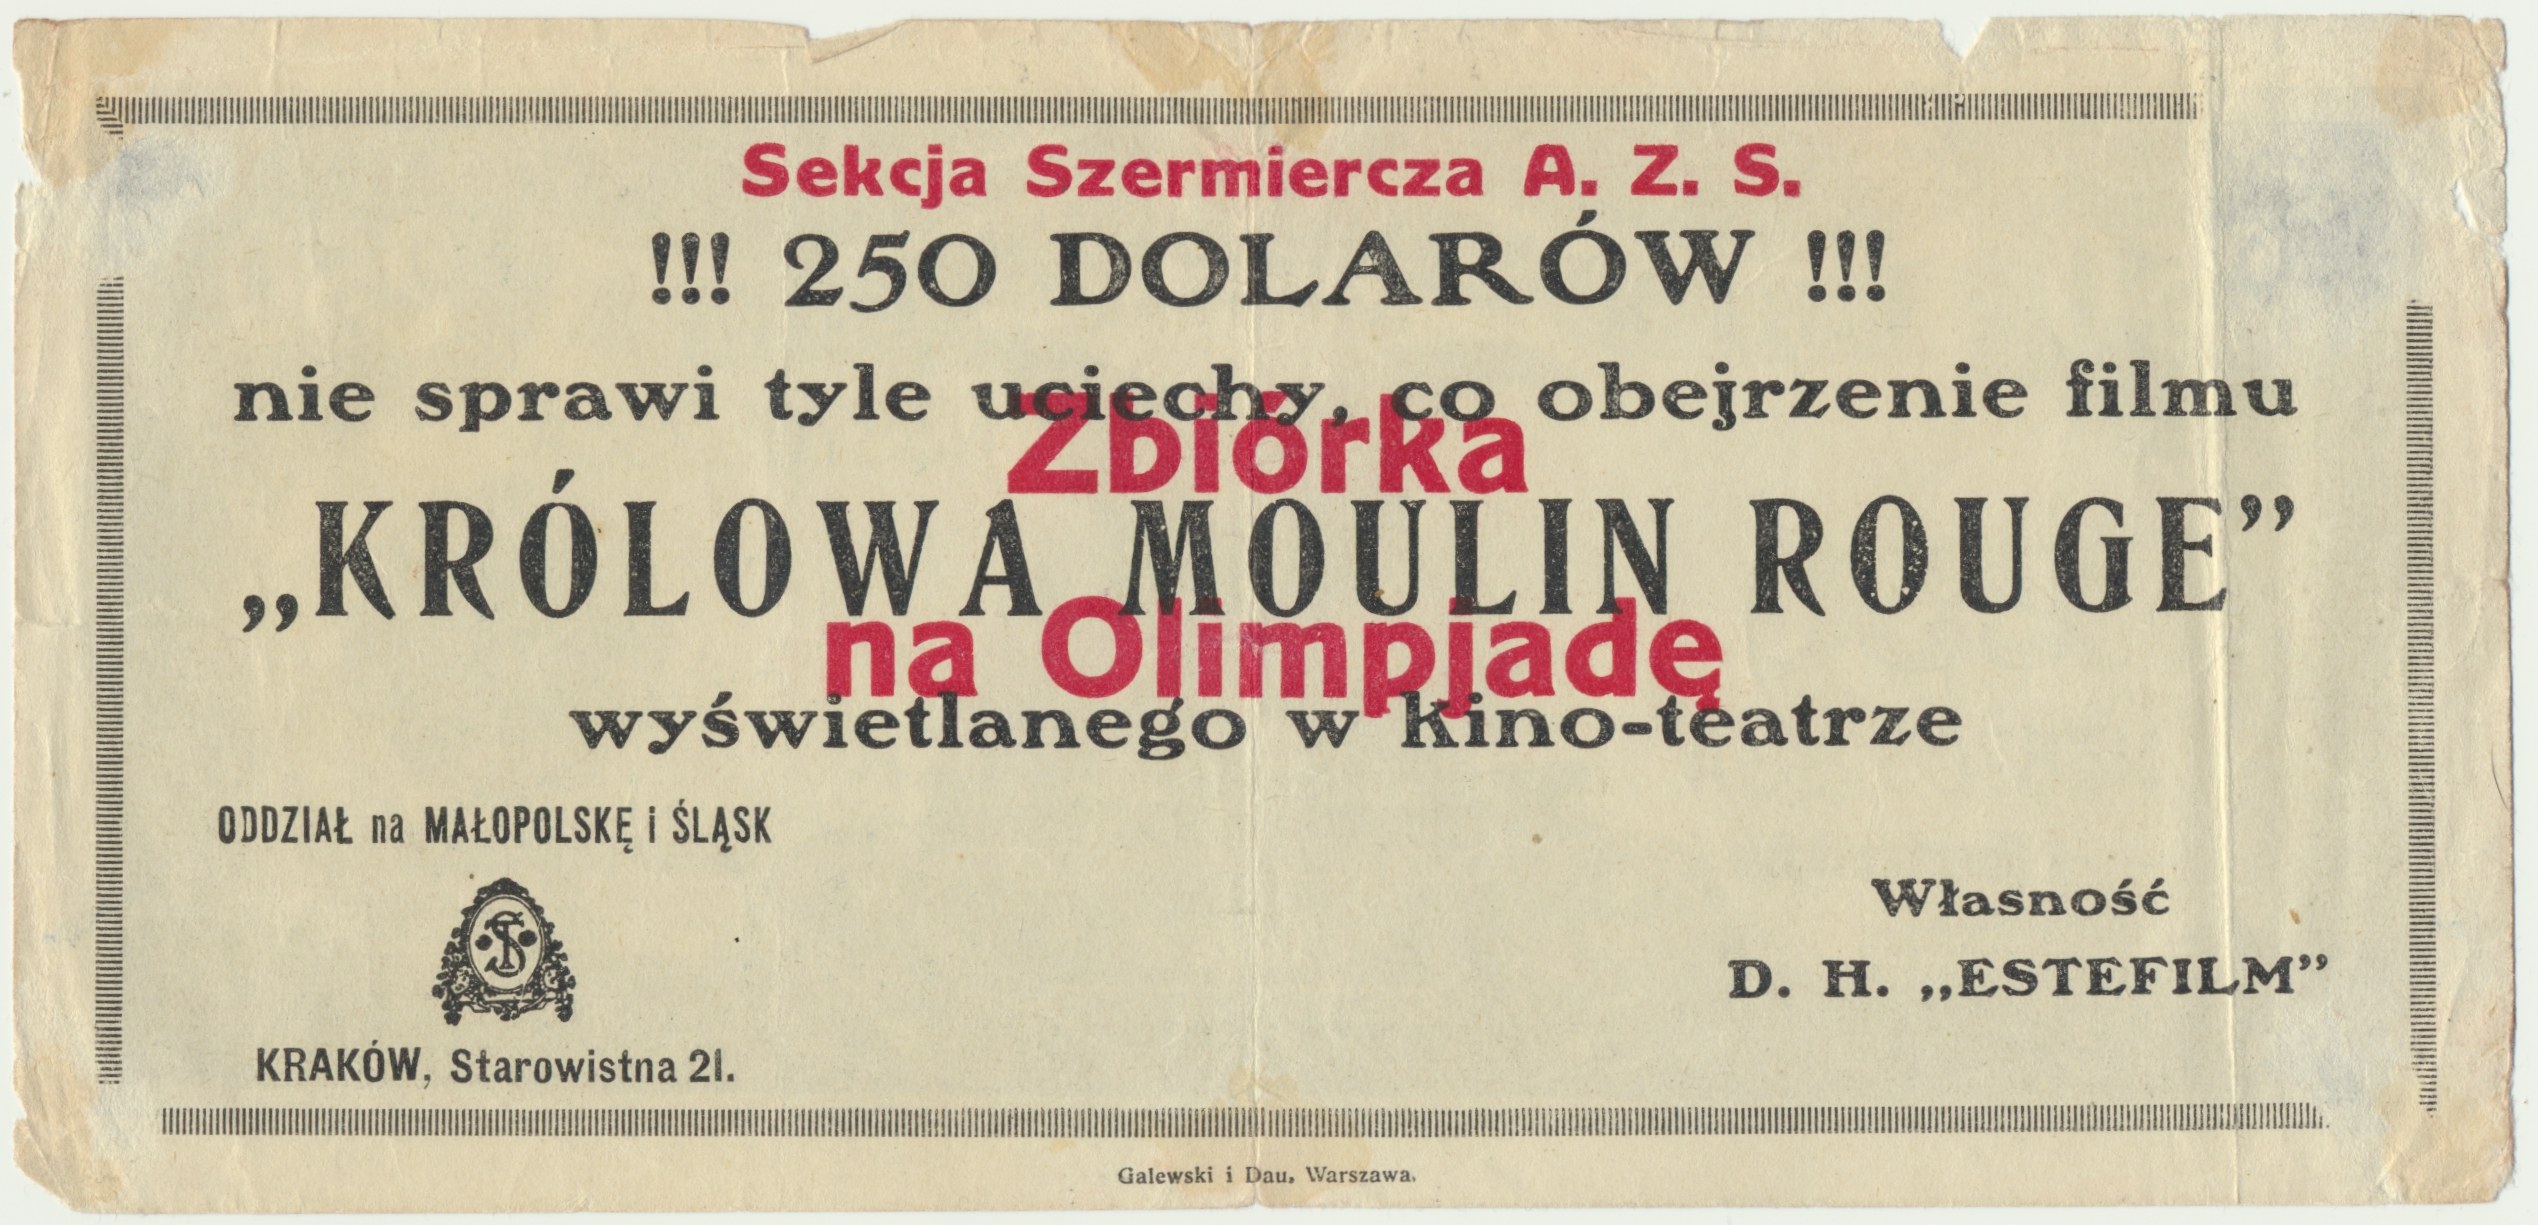 Sekcja Szermiercza A. Z. S.
!!! 250 DOLARÓW !!!
nie sprawi tyle uciechy, co obejrzenie filmu
Zbiórka
„KRÓLOWA MOULIN ROUGE”
na Olimpjadę
wyświetlanego w kino-teatrze
ODDZIAŁ na MAŁOPOLSKĘ i ŚLĄSK
Własność
D. H. „ESTEFILM”
KRAKÓW, Starowistna 21.
Galewski i Dau, Warszawa.